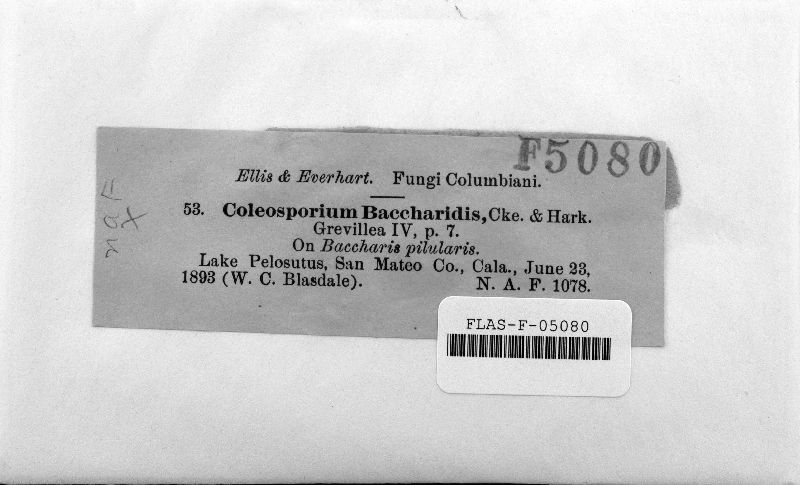 F5080
Ellis & Everhart. Fungi Columbiani.
53. Coleosporium Baccharidis, Cke. & Hark.
Grevillea IV, p. 7.
On Baccharis pilularis.
Lake Pelosutus, San Mateo Co., Cala., June 23,
1893 (W. C. Blasdale). N. A. F. 1078.
naF
X
FLAS-F-05080